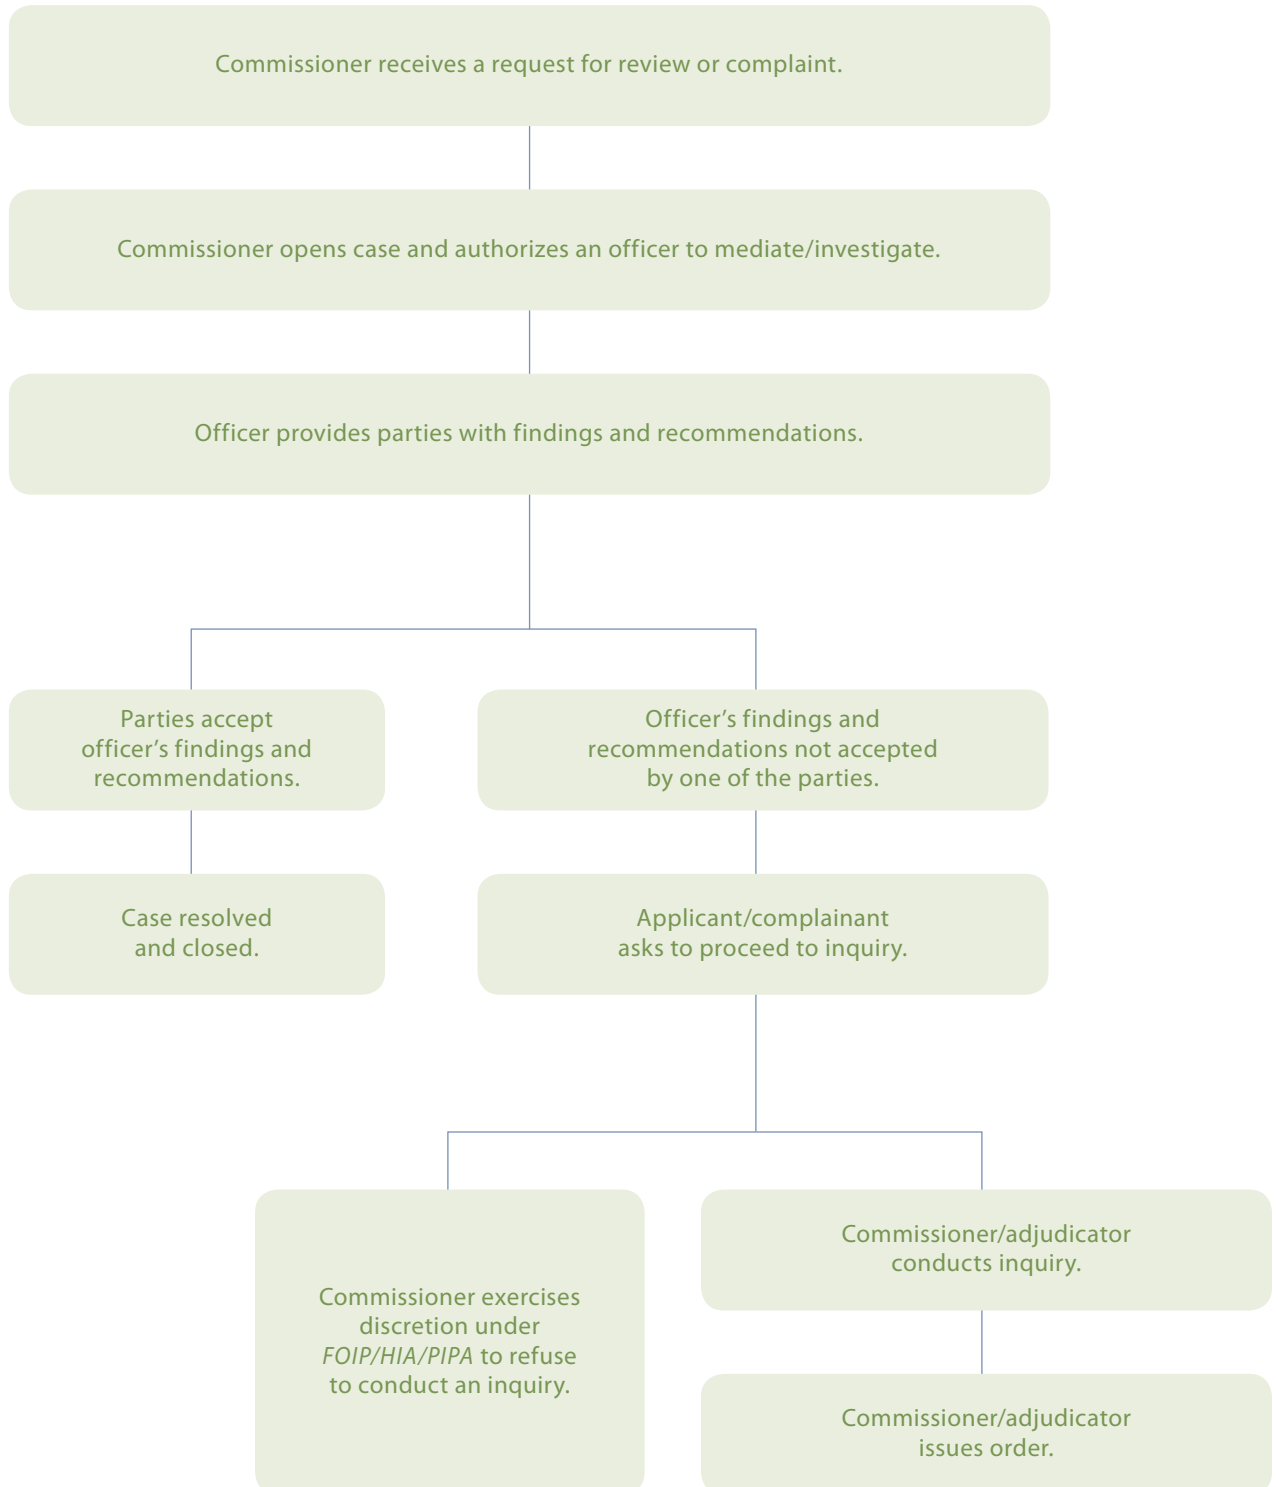 Commissioner receives a request for review or complaint.
Commissioner opens case and authorizes an officer to mediate/investigate.
Officer provides parties with findings and recommendations.
Parties accept
officer’s findings and
recommendations.
Officer’s findings and
recommendations not accepted
by one of the parties.
Case resolved
and closed.
Applicant/complainant
asks to proceed to inquiry.
Commissioner exercises
discretion under
FOIP/HIA/PIPA to refuse
to conduct an inquiry.
Commissioner/adjudicator
conducts inquiry.
Commissioner/adjudicator
issues order.